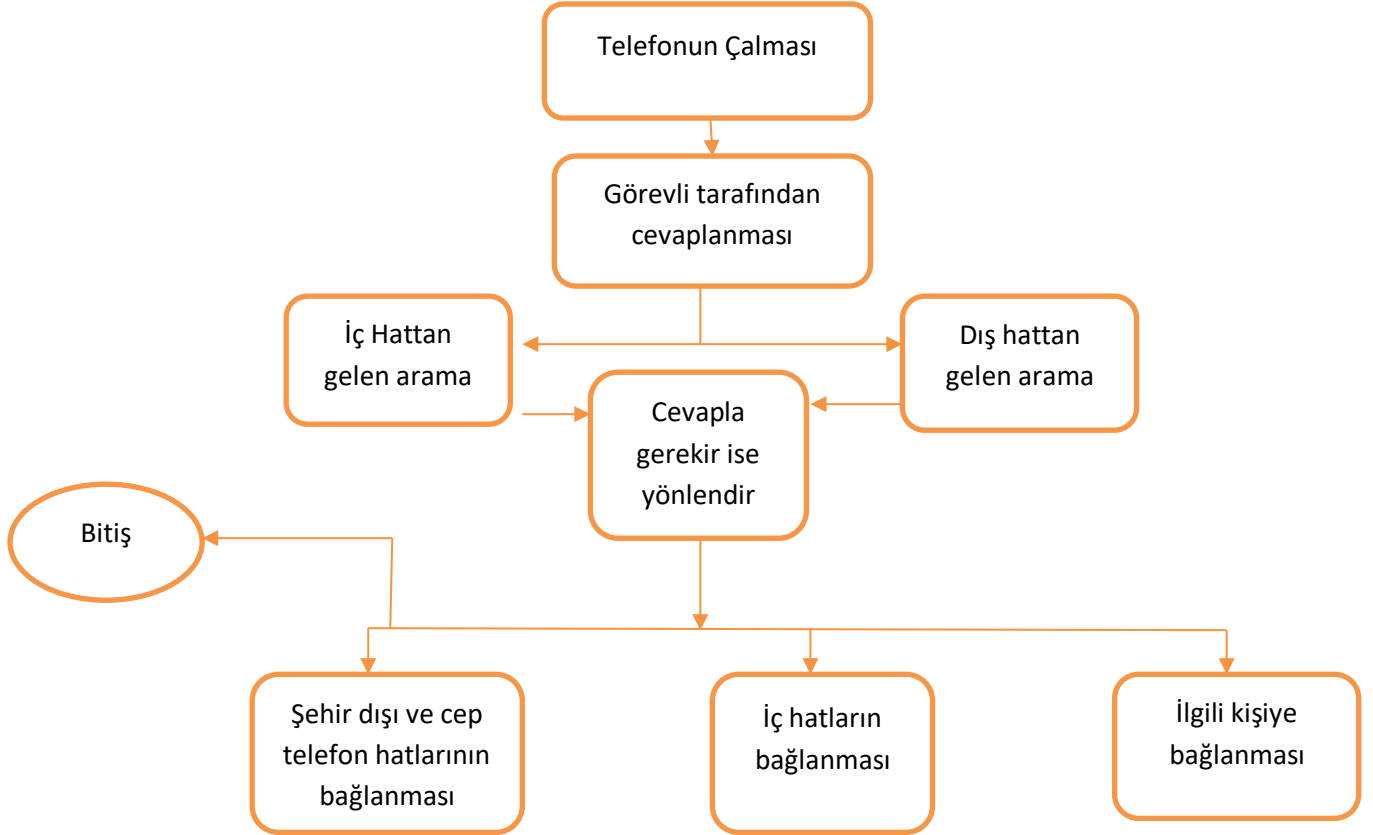 Telefonun Çalması
Görevli tarafından
cevaplanması
İç Hattan
gelen arama
Dış hattan
gelen arama
Cevapla
gerekir ise
yönlendir
Bitiş
Şehir dışı ve cep
telefon hatlarının
bağlanması
İç hatların
bağlanması
İlgili kişiye
bağlanması